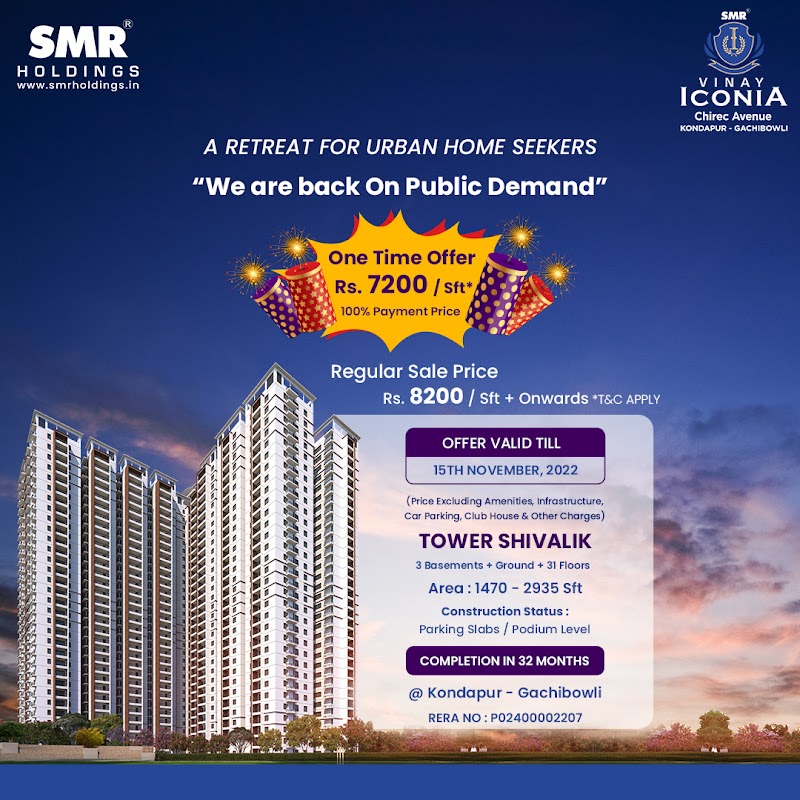 SMR®
HOLDINGS
www.smrholdings.in
SMR®
VINAY
ICONIA
Chirec Avenue
KONDAPUR - GACHIBOWLI
A RETREAT FOR URBAN HOME SEEKERS
“We are back On Public Demand”
One Time Offer
Rs. 7200 / Sft*
100% Payment Price
Regular Sale Price
Rs. 8200 / Sft + Onwards *T&C APPLY
OFFER VALID TILL
15TH NOVEMBER, 2022
(Price Excluding Amenities, Infrastructure,
Car Parking, Club House & Other Charges)
TOWER SHIVALIK
3 Basements + Ground + 31 Floors
Area : 1470 - 2935 Sft
Construction Status :
Parking Slabs / Podium Level
COMPLETION IN 32 MONTHS
@ Kondapur - Gachibowli
RERA NO : P02400002207